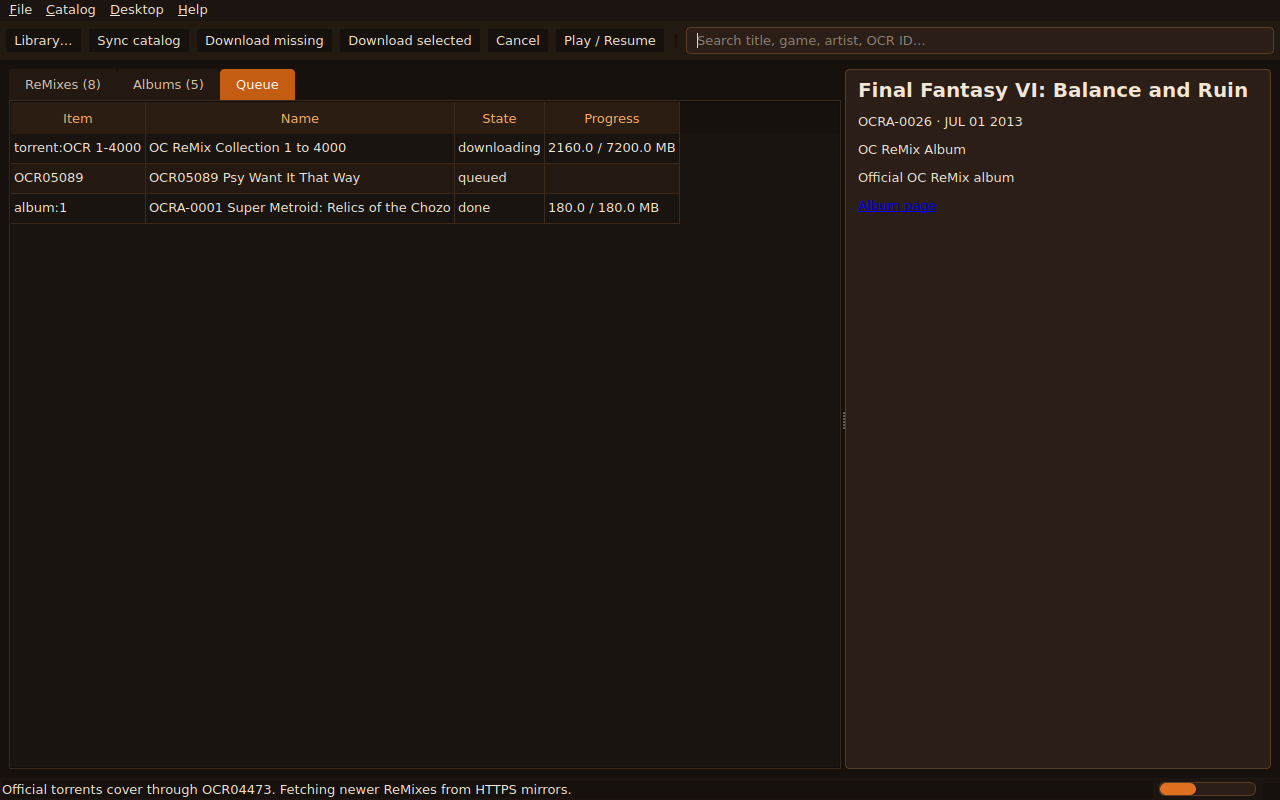 File Catalog Desktop Help
Library... Sync catalog Download missing Download selected Cancel Play / Resume Search title, game, artist, OCR ID...
ReMixes (8) Albums (5) Queue
Item Name State Progress
torrent:OCR 1-4000 OC ReMix Collection 1 to 4000 downloading 2160.0 / 7200.0 MB
OCR05089 OCR05089 Psy Want It That Way queued
album:1 OCRA-0001 Super Metroid: Relics of the Chozo done 180.0 / 180.0 MB
Final Fantasy VI: Balance and Ruin
OCRA-0026 · JUL 01 2013
OC ReMix Album
Official OC ReMix album
Album page
Official torrents cover through OCR04473. Fetching newer ReMixes from HTTPS mirrors.